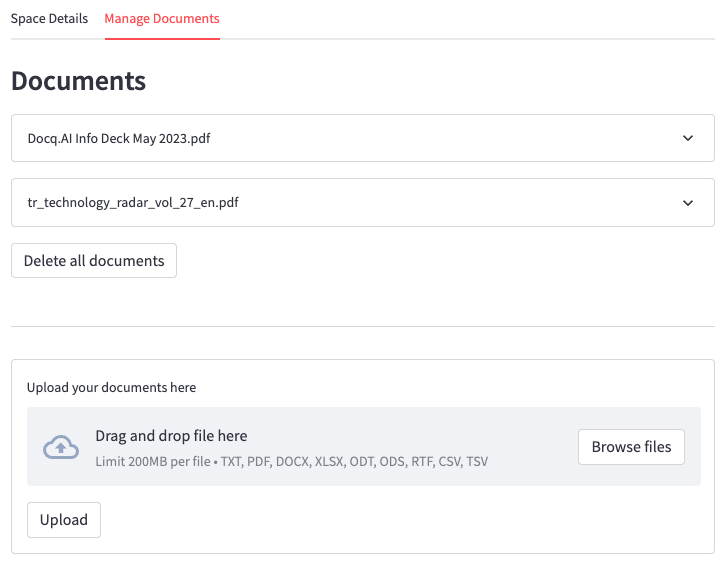 Space Details Manage Documents
Documents
Docq.AI Info Deck May 2023.pdf
tr_technology_radar_vol_27_en.pdf
Delete all documents
Upload your documents here
Drag and drop file here
Limit 200MB per file • TXT, PDF, DOCX, XLSX, ODT, ODS, RTF, CSV, TSV
Browse files
Upload